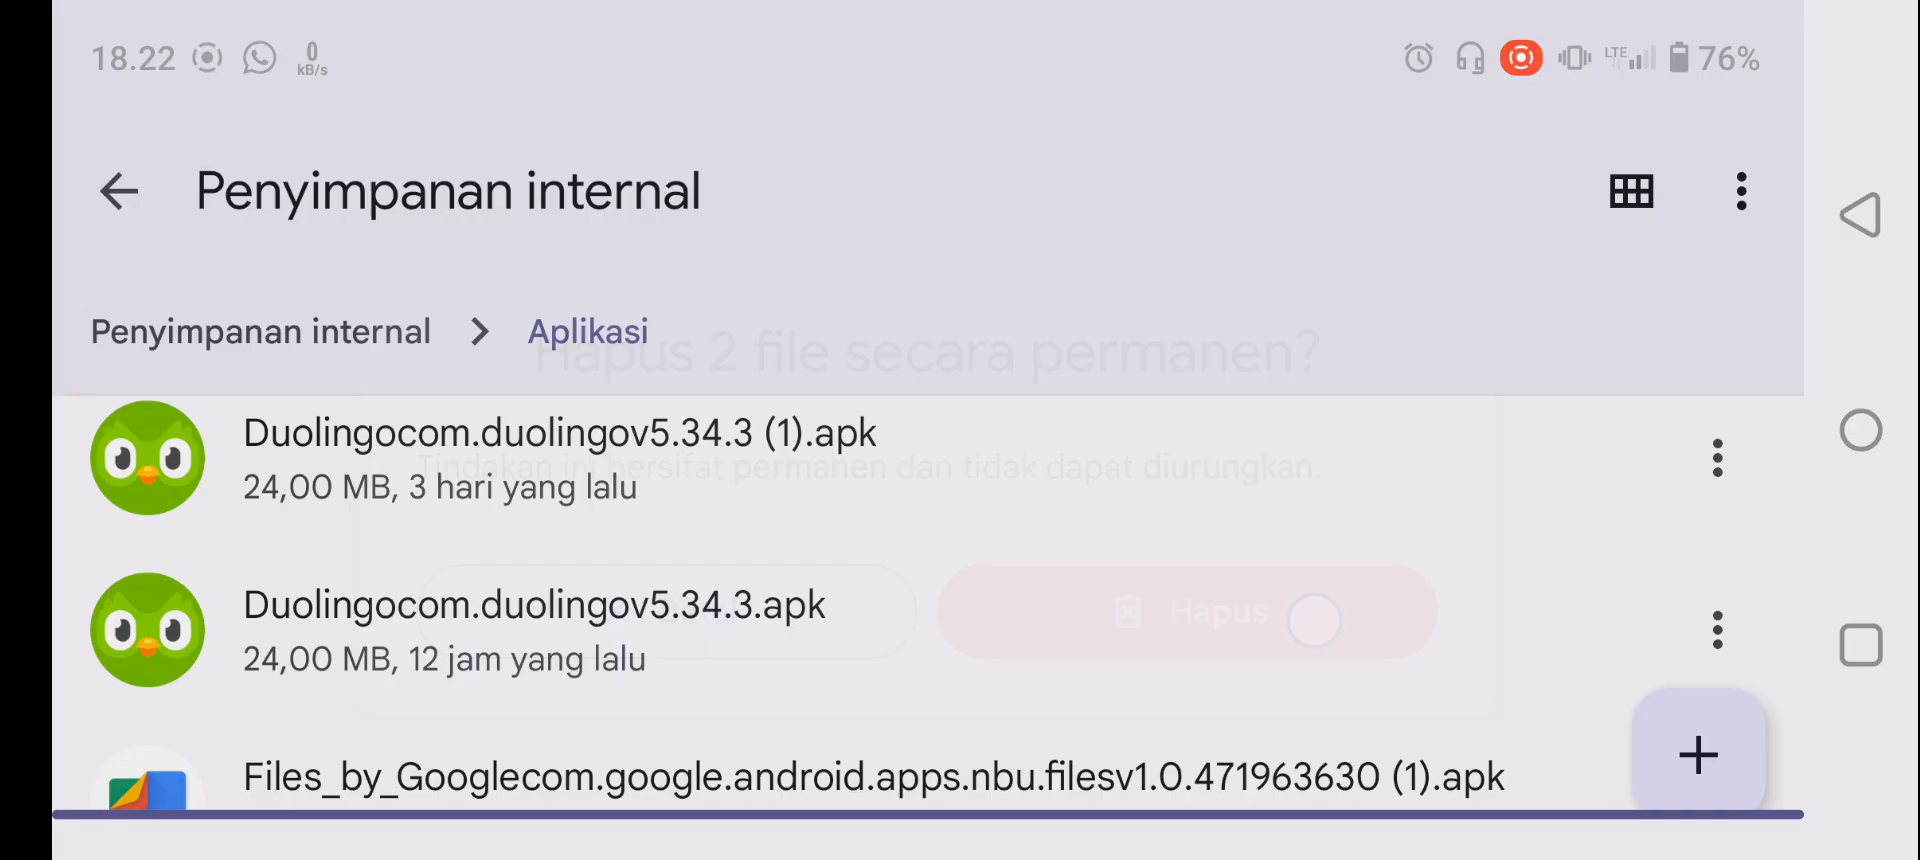 18.22
0
kB/s
LTE
76%
Penyimpanan internal
Penyimpanan internal
Aplikasi
Hapus 2 file secara permanen?
Duolingocom.duolingov5.34.3 (1).apk
Tindakan ini bersifat permanen dan tidak dapat diurungkan.
24,00 MB, 3 hari yang lalu
Duolingocom.duolingov5.34.3.apk
Hapus
24,00 MB, 12 jam yang lalu
Files_by_Googlecom.google.android.apps.nbu.filesv1.0.471963630 (1).apk